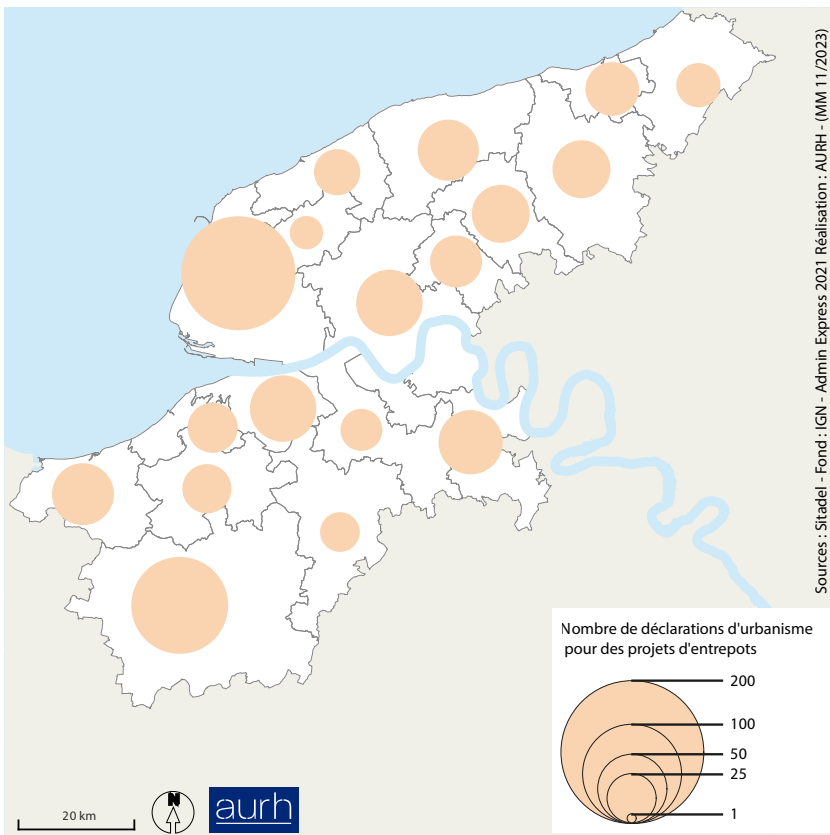 Sources : Sitadel - Fond : IGN - Admin Express 2021 Réalisation : AURH - (MM 11/2023)
Nombre de déclarations d'urbanisme
pour des projets d'entrepots
200
100
50
25
1
20 km
N
aurh